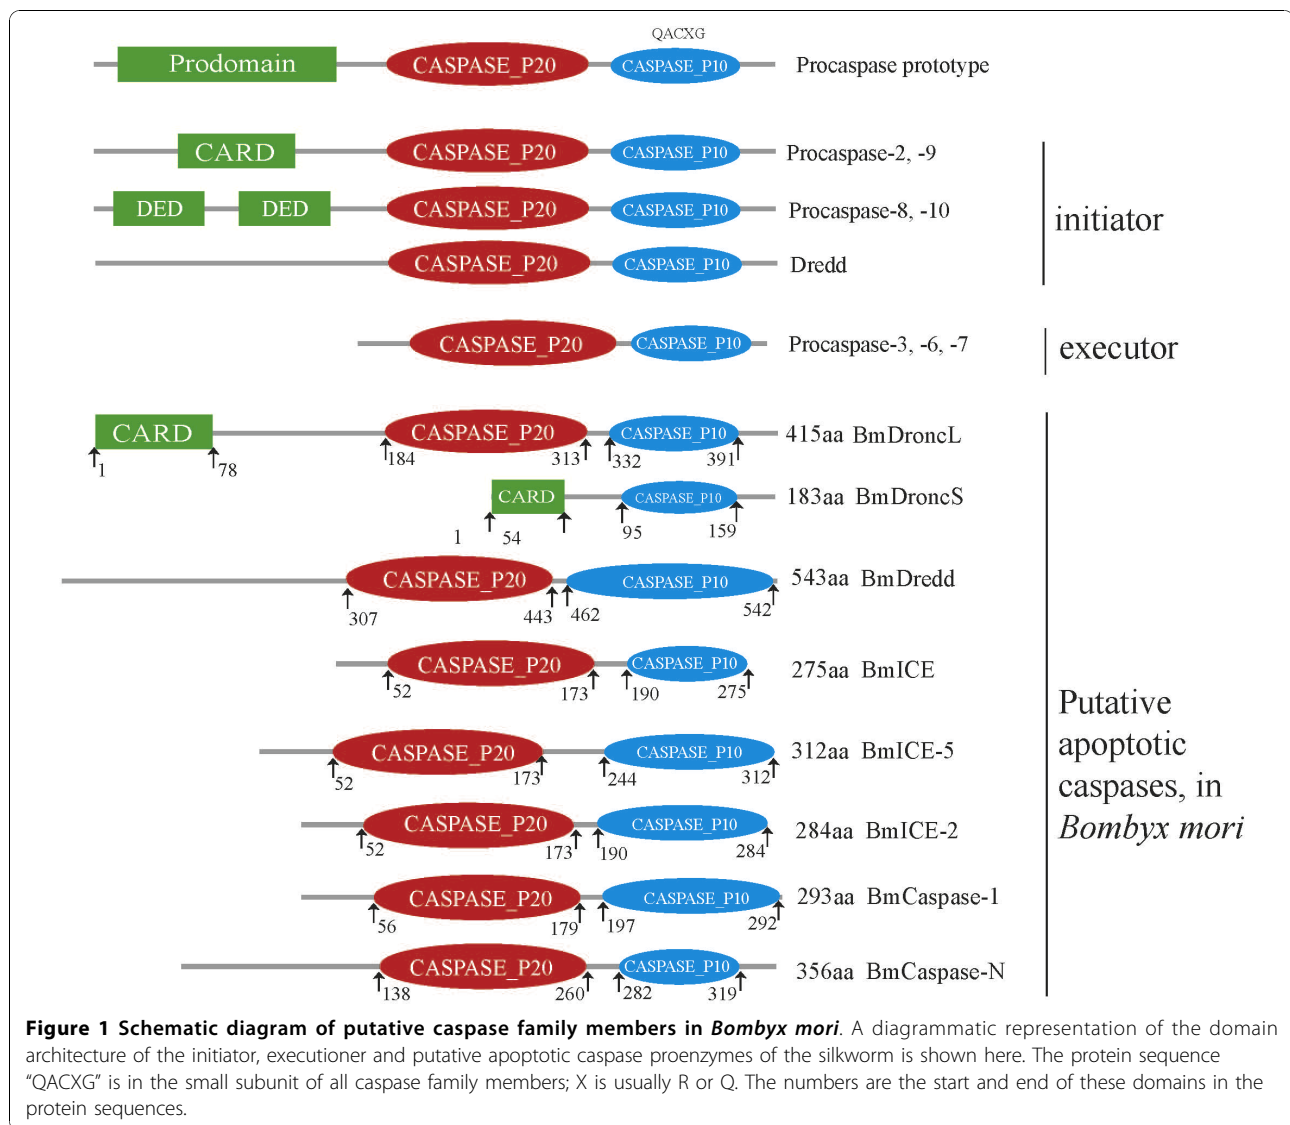 QACXG
Prodomain CASPASE_P20 CASPASE_P10 Procaspase prototype
CARD CASPASE_P20 CASPASE_P10 Procaspase-2, -9
DED DED CASPASE_P20 CASPASE_P10 Procaspase-8, -10
initiator
CASPASE_P20 CASPASE_P10 Dredd
CASPASE_P20 CASPASE_P10 Procaspase-3, -6, -7
executor
CARD CASPASE_P20 CASPASE_P10 415aa BmDroncL
1 78 184 313 332 391
CARD CASPASE_P10 183aa BmDroncS
1 54 95 159
CASPASE_P20 CASPASE_P10 543aa BmDredd
307 443 462 542
CASPASE_P20 CASPASE_P10 275aa BmICE
52 173 190 275
CASPASE_P20 CASPASE_P10 312aa BmICE-5
52 173 244 312
CASPASE_P20 CASPASE_P10 284aa BmICE-2
52 173 190 284
CASPASE_P20 CASPASE_P10 293aa BmCaspase-1
56 179 197 292
CASPASE_P20 CASPASE_P10 356aa BmCaspase-N
138 260 282 319
Putative
apoptotic
caspases, in
Bombyx mori
Figure 1 Schematic diagram of putative caspase family members in Bombyx mori. A diagrammatic representation of the domain
architecture of the initiator, executioner and putative apoptotic caspase proenzymes of the silkworm is shown here. The protein sequence
“QACXG” is in the small subunit of all caspase family members; X is usually R or Q. The numbers are the start and end of these domains in the
protein sequences.